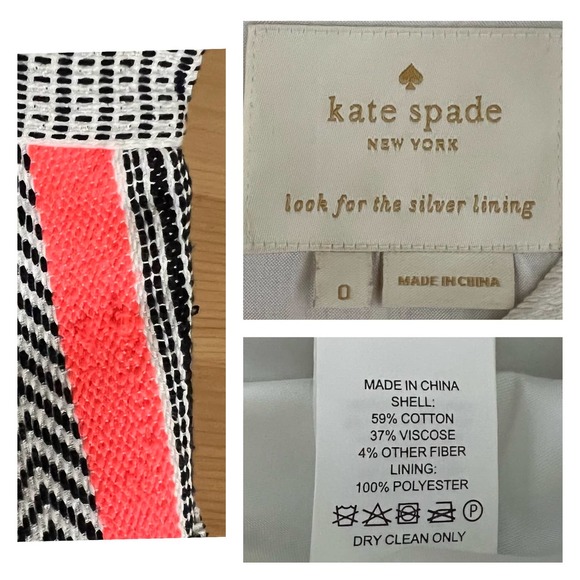 kate spade
NEW YORK
look for the silver lining
0
MADE IN CHINA
MADE IN CHINA
SHELL:
59% COTTON
37% VISCOSE
4% OTHER FIBER
LINING:
100% POLYESTER
P
DRY CLEAN ONLY